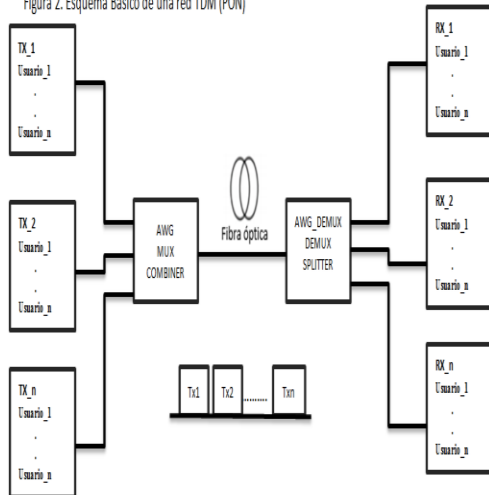 Figura 2. Esquema Básico de una red TDM (PON)
TX_1
Usuario_1
.
.
Usuario_n
TX_2
Usuario_1
.
.
Usuario_n
TX_n
Usuario_1
.
.
Usuario_n
AWG
MUX
COMBINER
Fibra óptica
AWG_DEMUX
DEMUX
SPLITTER
RX_1
Usuario_1
.
.
Usuario_n
RX_2
Usuario_1
.
.
Usuario_n
RX_n
Usuario_1
.
.
Usuario_n
Tx1 Tx2 ......... Txn